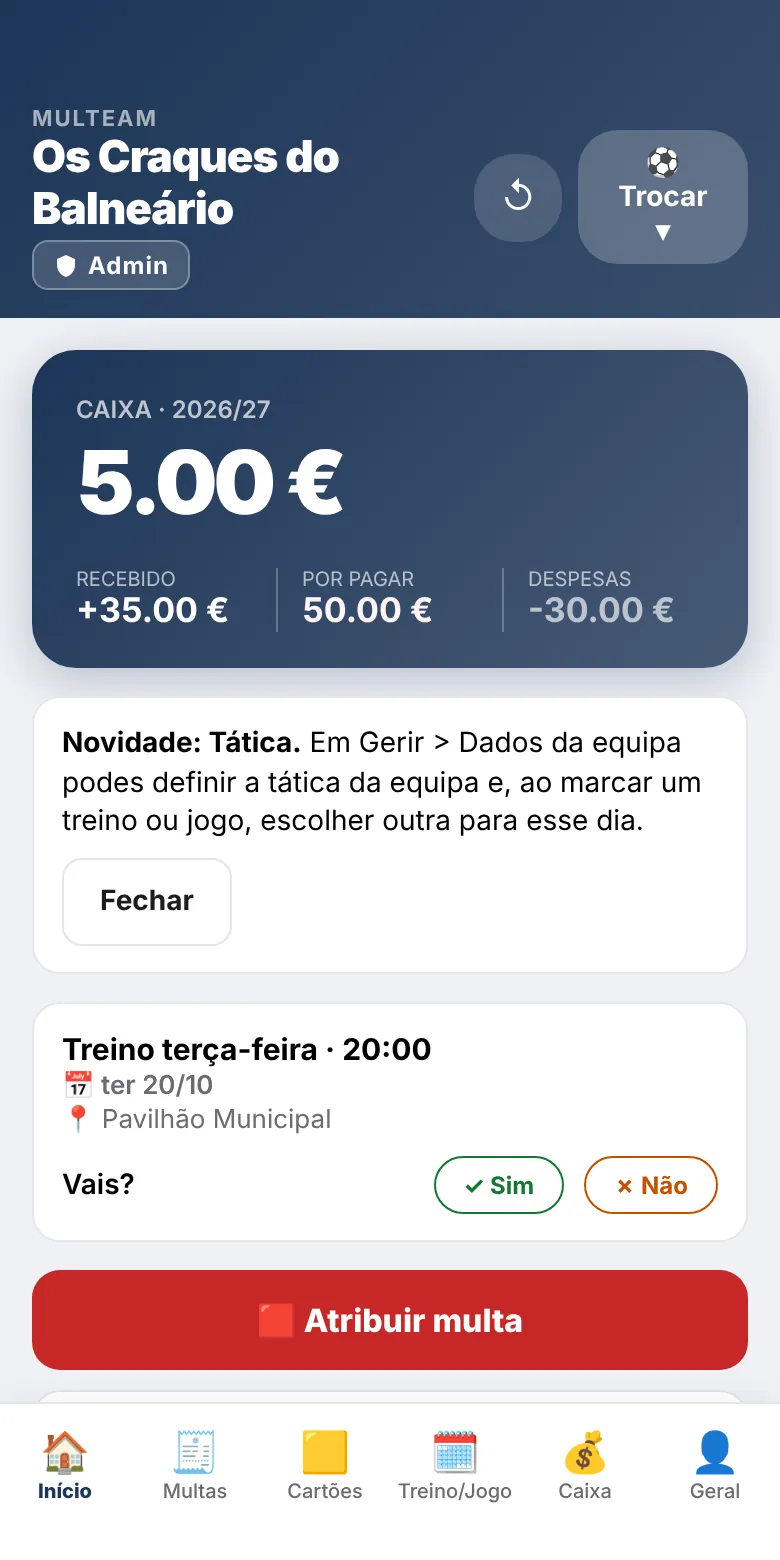 MULTEAM
Os Craques do
Balneário
Admin
Trocar
▼
CAIXA · 2026/27
5.00 €
RECEBIDO
+35.00 €
POR PAGAR
50.00 €
DESPESAS
-30.00 €
Novidade: Tática. Em Gerir > Dados da equipa
podes definir a tática da equipa e, ao marcar um
treino ou jogo, escolher outra para esse dia.
Fechar
Treino terça-feira · 20:00
📅 ter 20/10
📍 Pavilhão Municipal
Vais?
✓ Sim
× Não
🟥 Atribuir multa
Início
Multas
Cartões
Treino/Jogo
Caixa
Geral